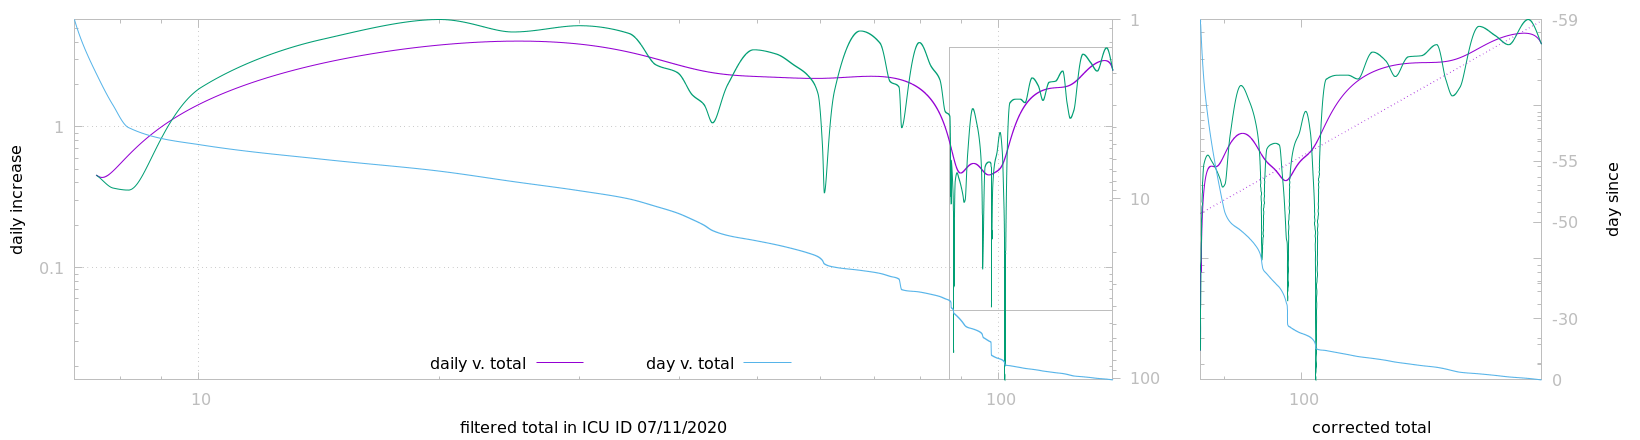 1
-59
1
daily increase
-55
day since
10
-50
0.1
-30
daily v. total
day v. total
100
0
10
100
100
filtered total in ICU ID 07/11/2020
corrected total